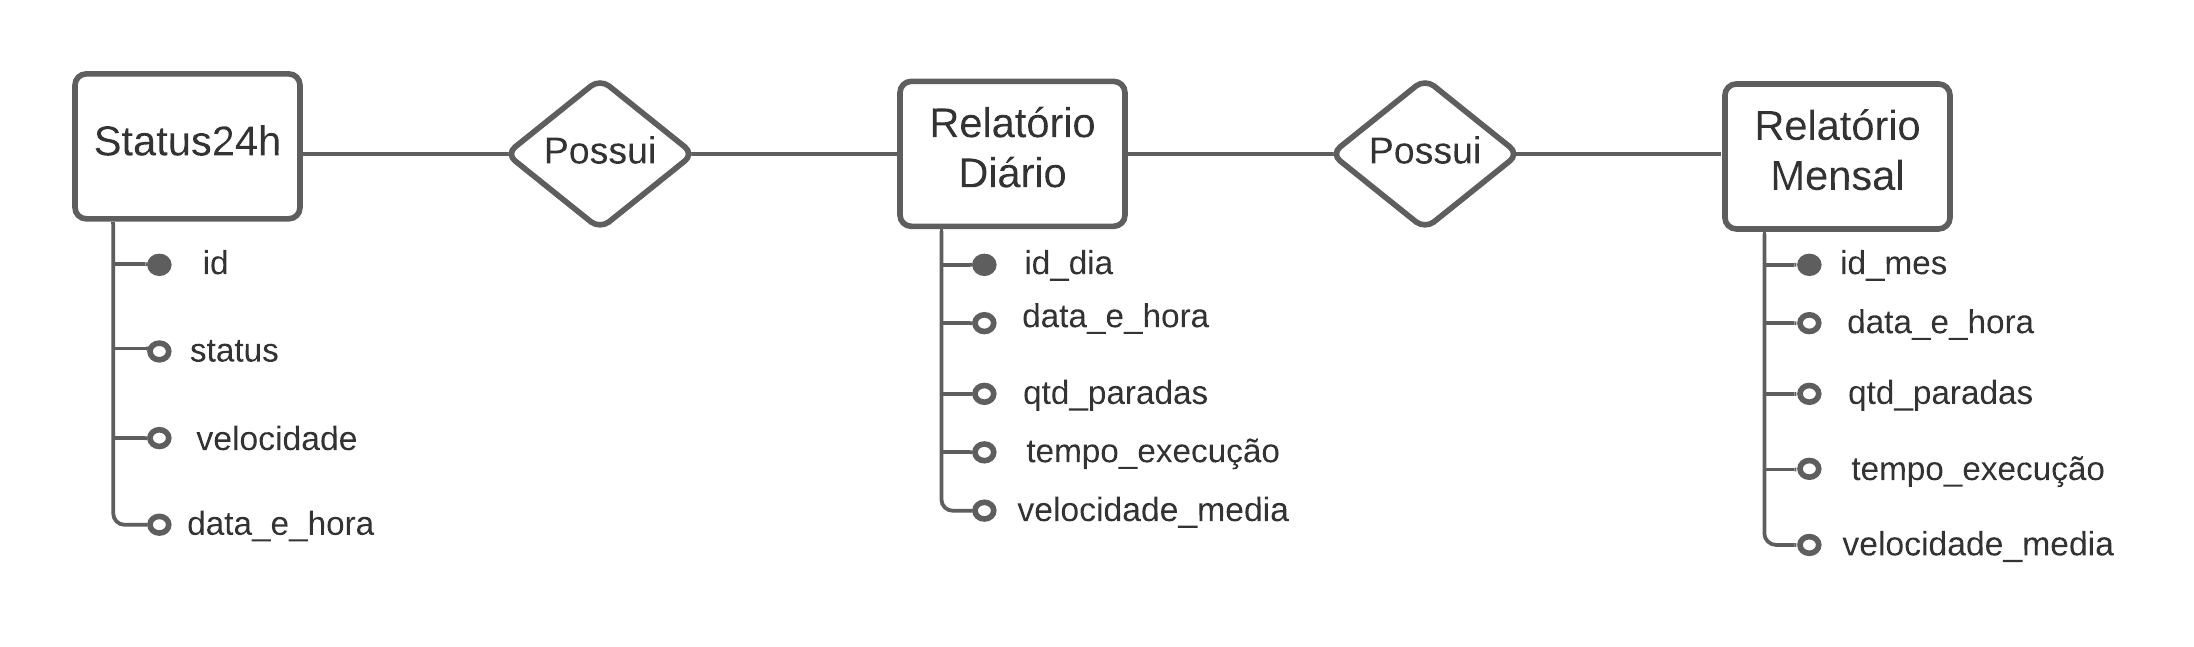 Status24h
Possui
Relatório
Diário
Possui
Relatório
Mensal
id
status
velocidade
data_e_hora
id_dia
data_e_hora
qtd_paradas
tempo_execução
velocidade_media
id_mes
data_e_hora
qtd_paradas
tempo_execução
velocidade_media